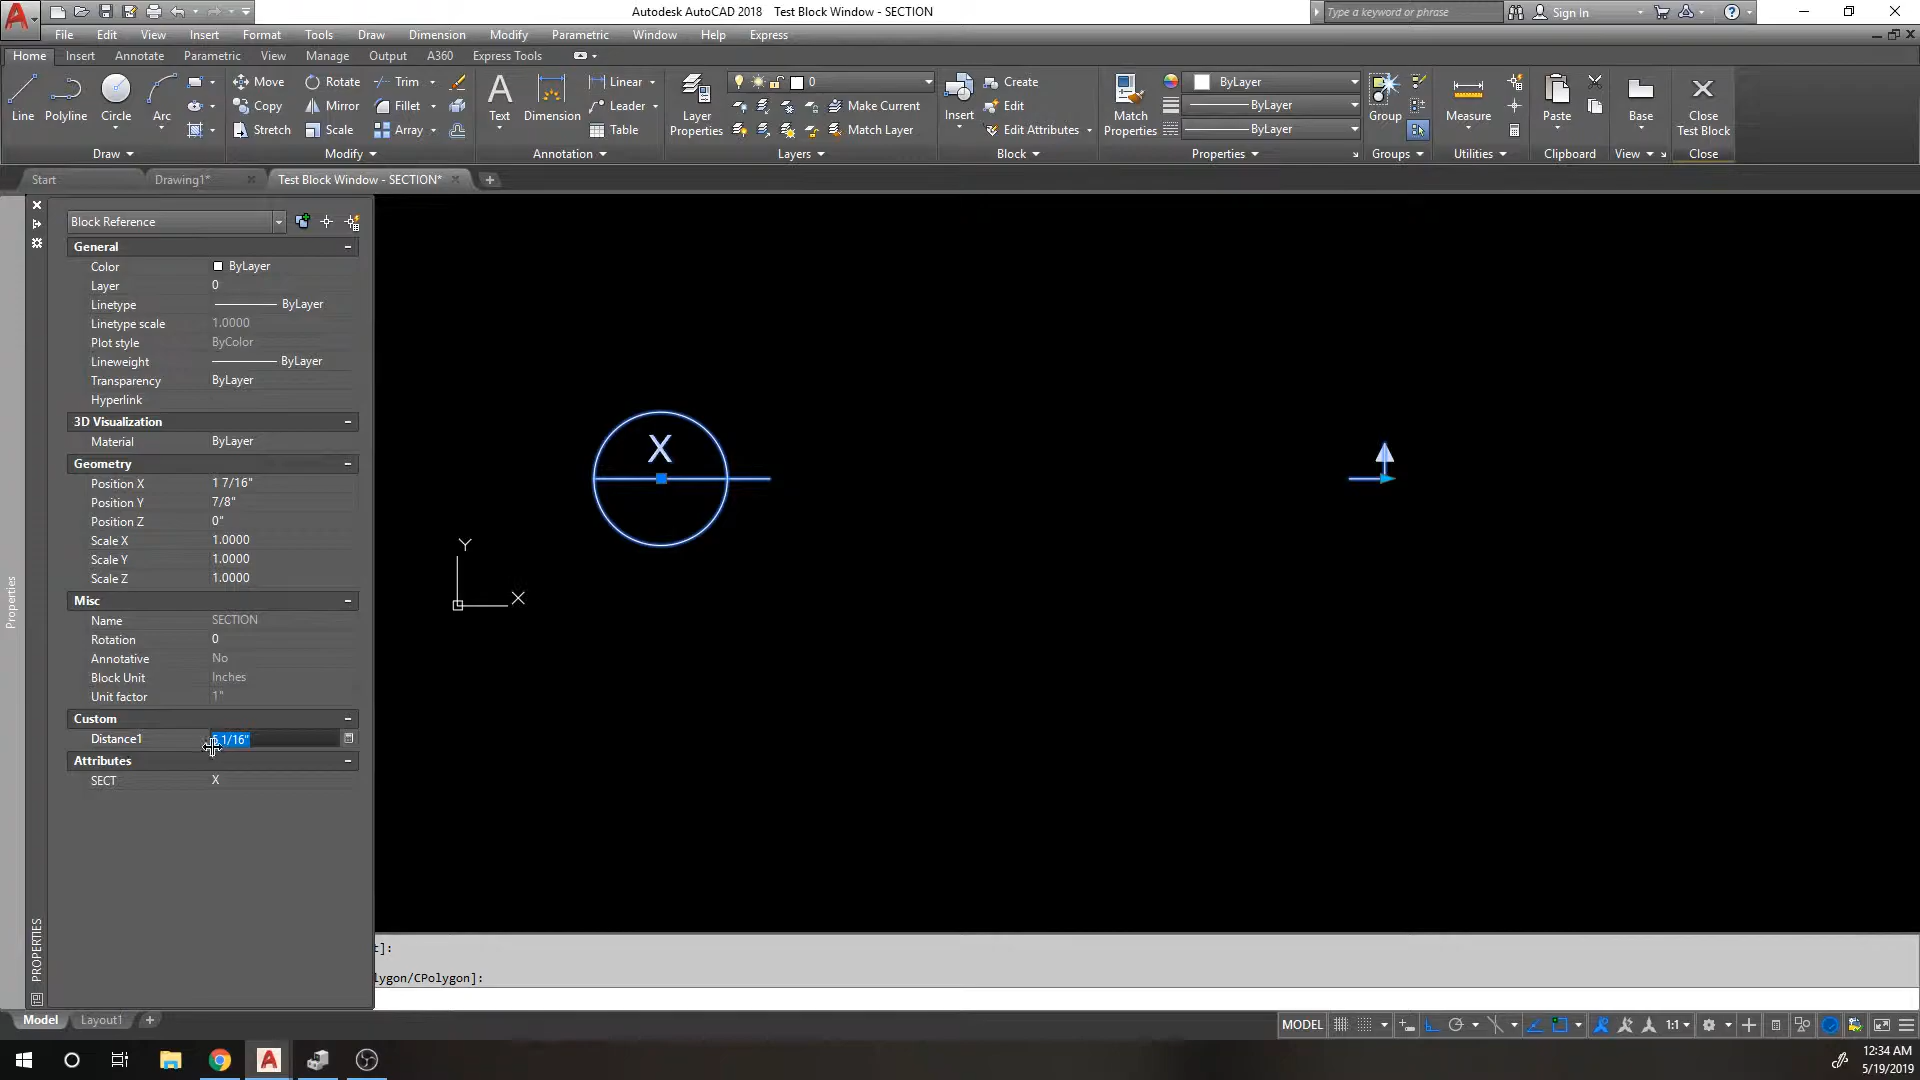 Autodesk AutoCAD 2018 Test Block Window - SECTION
Type a keyword or phrase
Sign In
File Edit View Insert Format Tools Draw Dimension Modify Parametric Window Help Express
Home Insert Annotate Parametric View Manage Output A360 Express Tools
Line
Polyline
Circle
Arc
Draw
Move
Copy
Stretch
Rotate
Mirror
Scale
Trim
Fillet
Array
Modify
Text
Dimension
Linear
Leader
Table
Annotation
Layer
Properties
0
Make Current
Match Layer
Layers
Insert
Create
Edit
Edit Attributes
Block
Match
Properties
ByLayer
ByLayer
ByLayer
Properties
Group
Groups
Measure
Utilities
Paste
Clipboard
Base
View
Close
Test Block
Close
Start
Drawing1*
Test Block Window - SECTION*
Block Reference
General
Color ByLayer
Layer 0
Linetype ByLayer
Linetype scale 1.0000
Plot style ByColor
Lineweight ByLayer
Transparency ByLayer
Hyperlink
3D Visualization
Material ByLayer
Geometry
Position X 1 7/16"
Position Y 7/8"
Position Z 0"
Scale X 1.0000
Scale Y 1.0000
Scale Z 1.0000
Misc
Name SECTION
Rotation 0
Annotative No
Block Unit Inches
Unit factor 1"
Custom
Distance1 1/16"
Attributes
SECT X
Properties
PROPERTIES
X
Y
X
t]:
lygon/CPolygon]:
Model
Layout1
MODEL
1:1
12:34 AM
5/19/2019